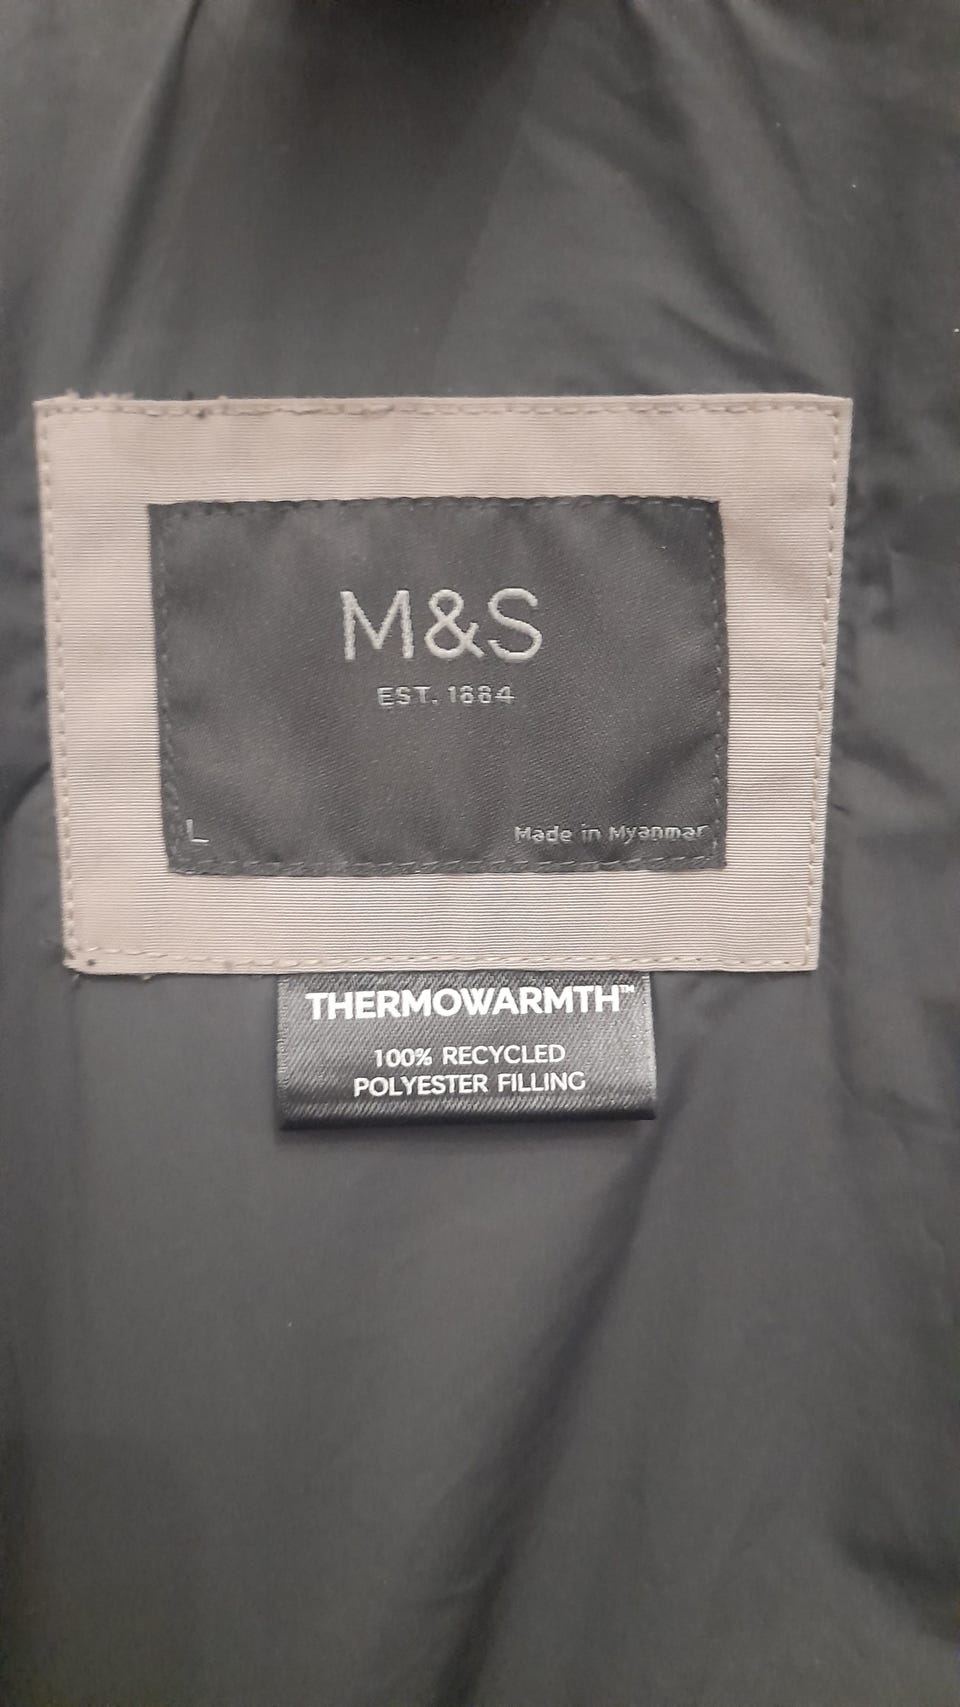 M&S
EST. 1884
L
Made in Myanmar
THERMOWARMTH™
100% RECYCLED
POLYESTER FILLING